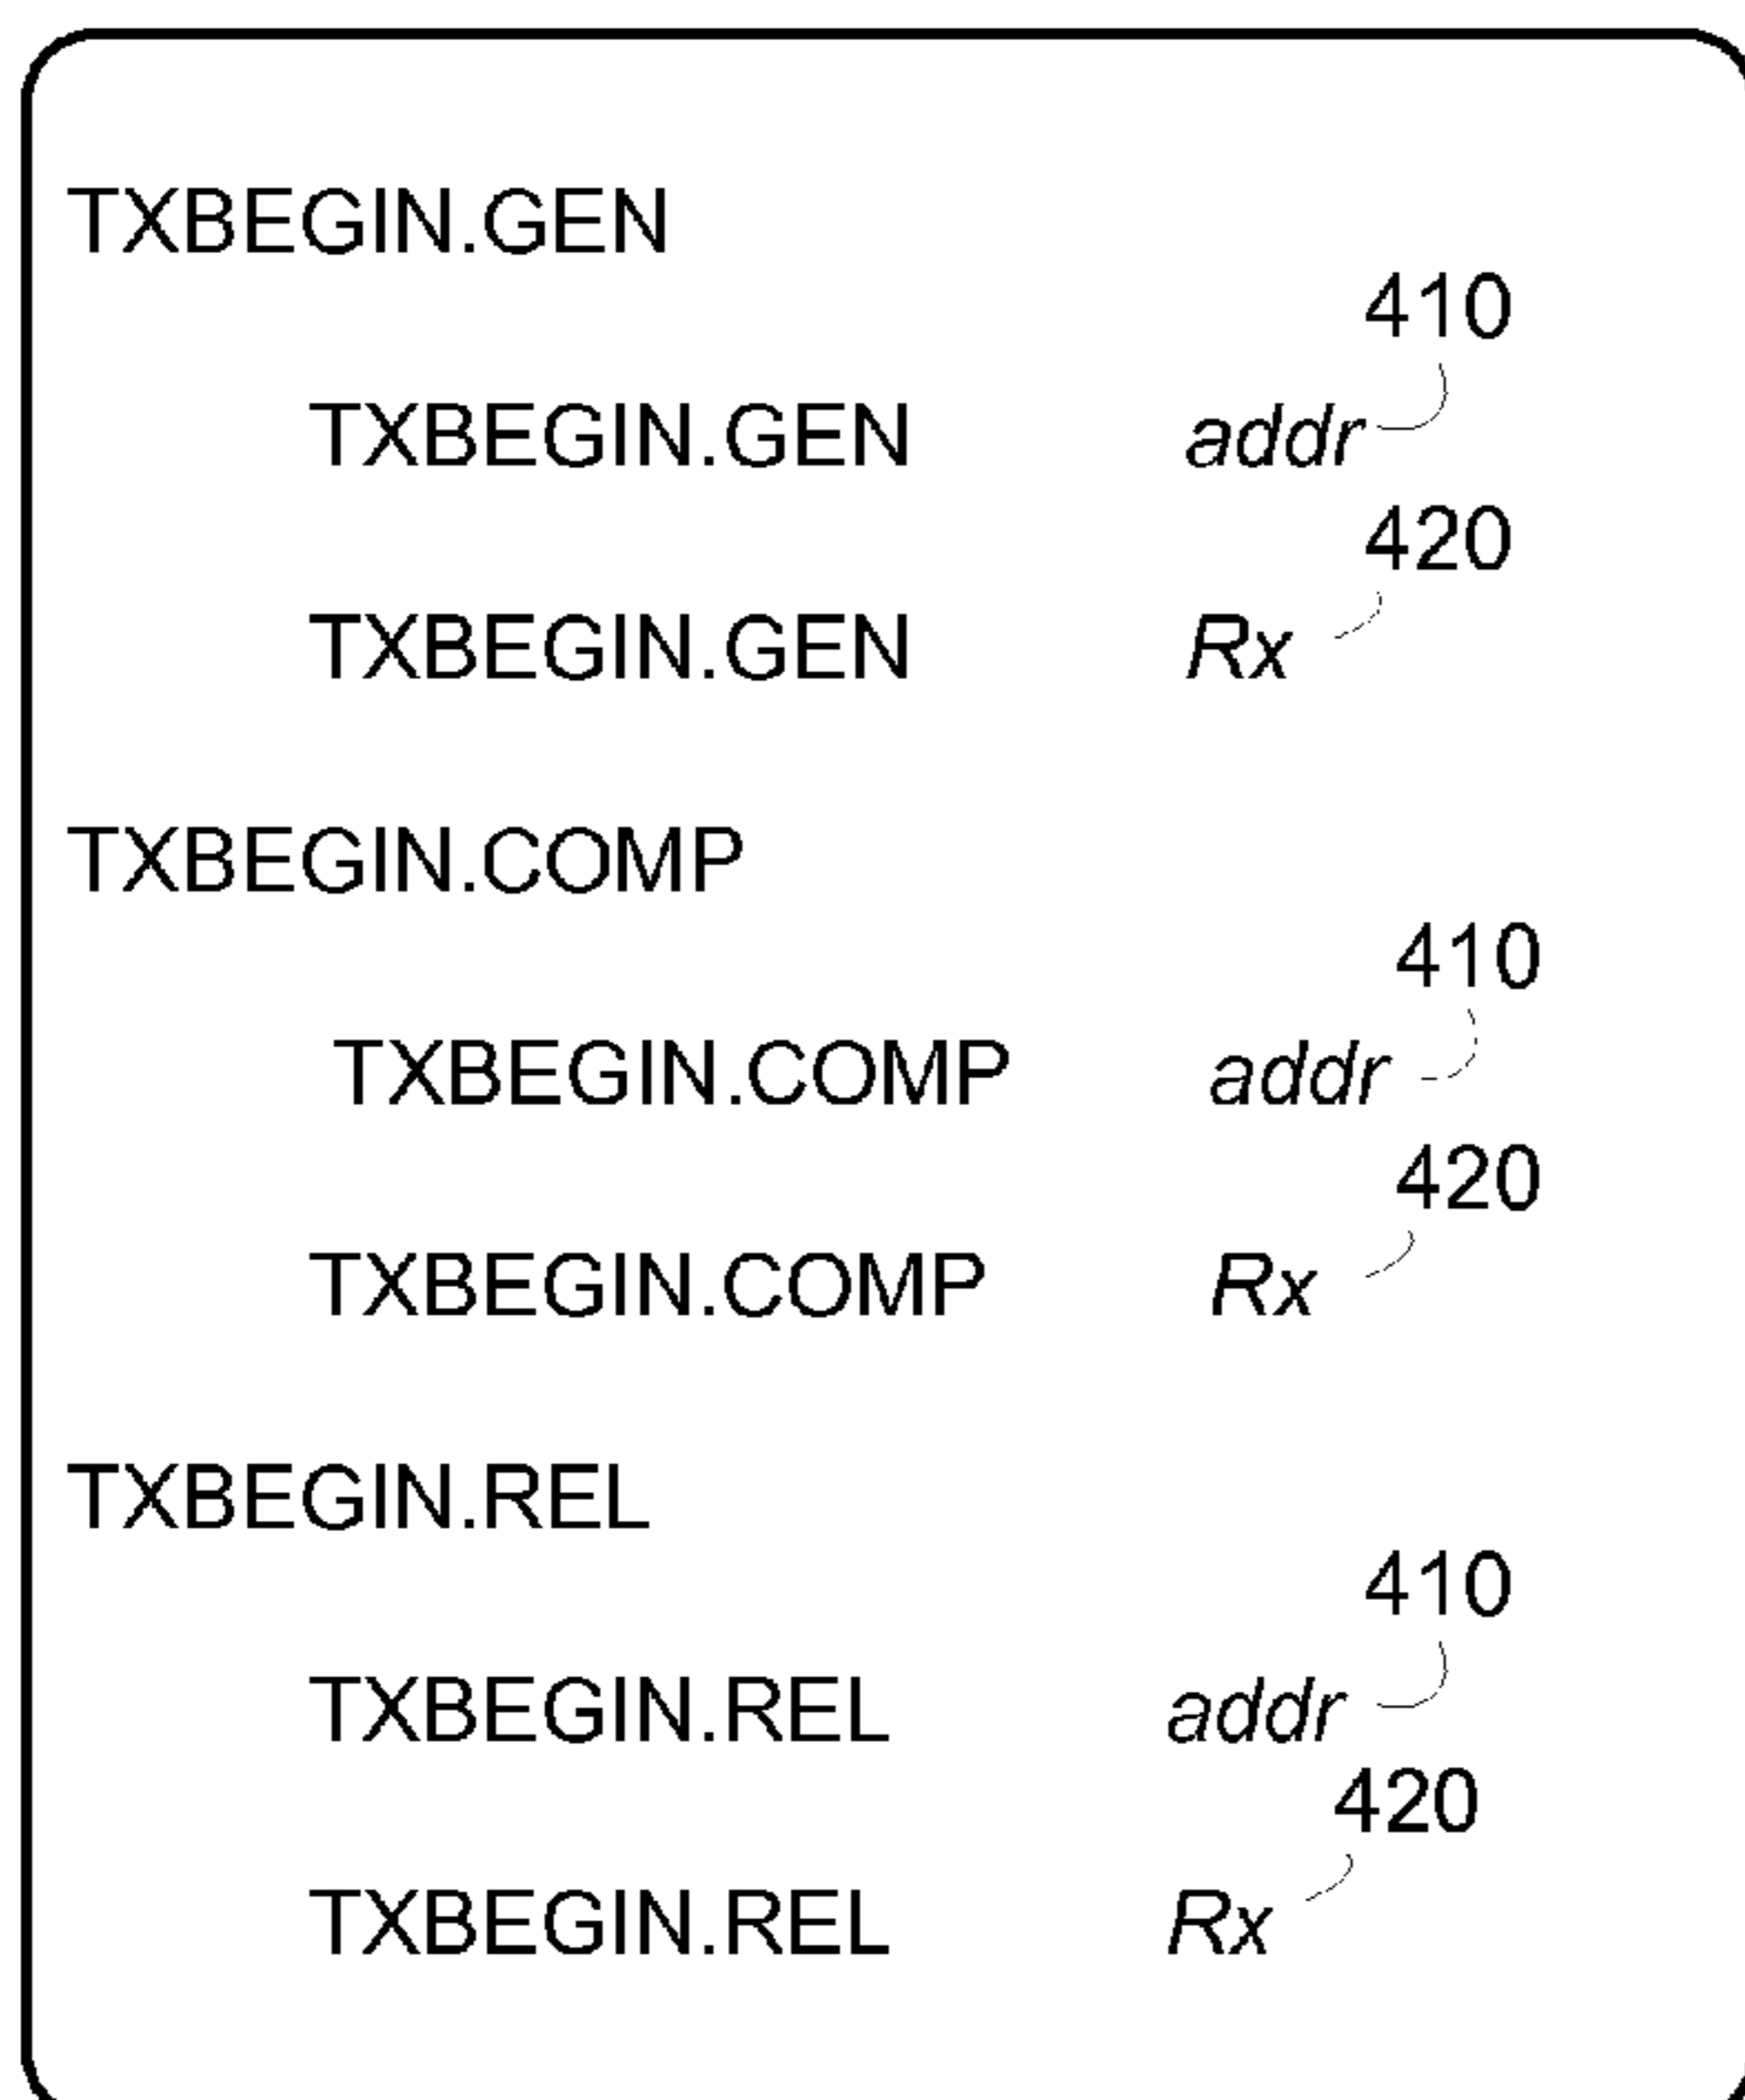 TXBEGIN.GEN
410
TXBEGIN.GEN addr
420
TXBEGIN.GEN Rx
TXBEGIN.COMP
410
TXBEGIN.COMP addr
420
TXBEGIN.COMP Rx
TXBEGIN.REL
410
TXBEGIN.REL addr
420
TXBEGIN.REL Rx